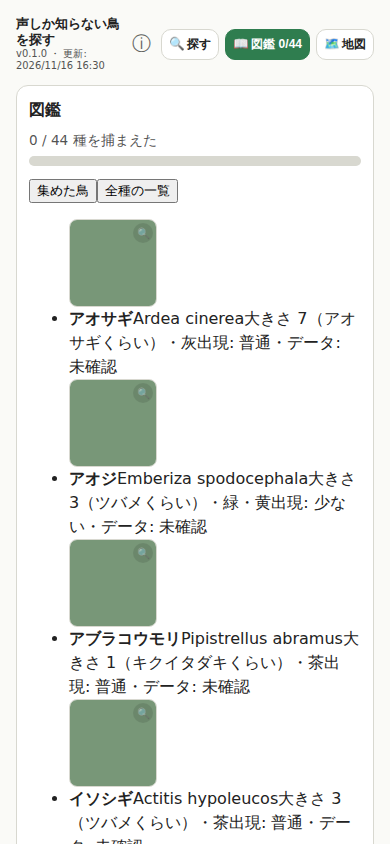 声しか知らない鳥
を探す
v0.1.0 ・ 更新:
2026/11/16 16:30
ⓘ
🔍 探す
📖 図鑑 0/44
🗺️ 地図
図鑑
0 / 44 種を捕まえた
集めた鳥
全種の一覧
アオサギArdea cinerea大きさ 7（アオ
サギくらい）・灰出現: 普通・データ:
未確認
アオジEmberiza spodocephala大きさ
3（ツバメくらい）・緑・黄出現: 少な
い・データ: 未確認
アブラコウモリPipistrellus abramus大
きさ 1（キクイタダキくらい）・茶出
現: 普通・データ: 未確認
イソシギActitis hypoleucos大きさ 3
（ツバメくらい）・茶出現: 普通・デー